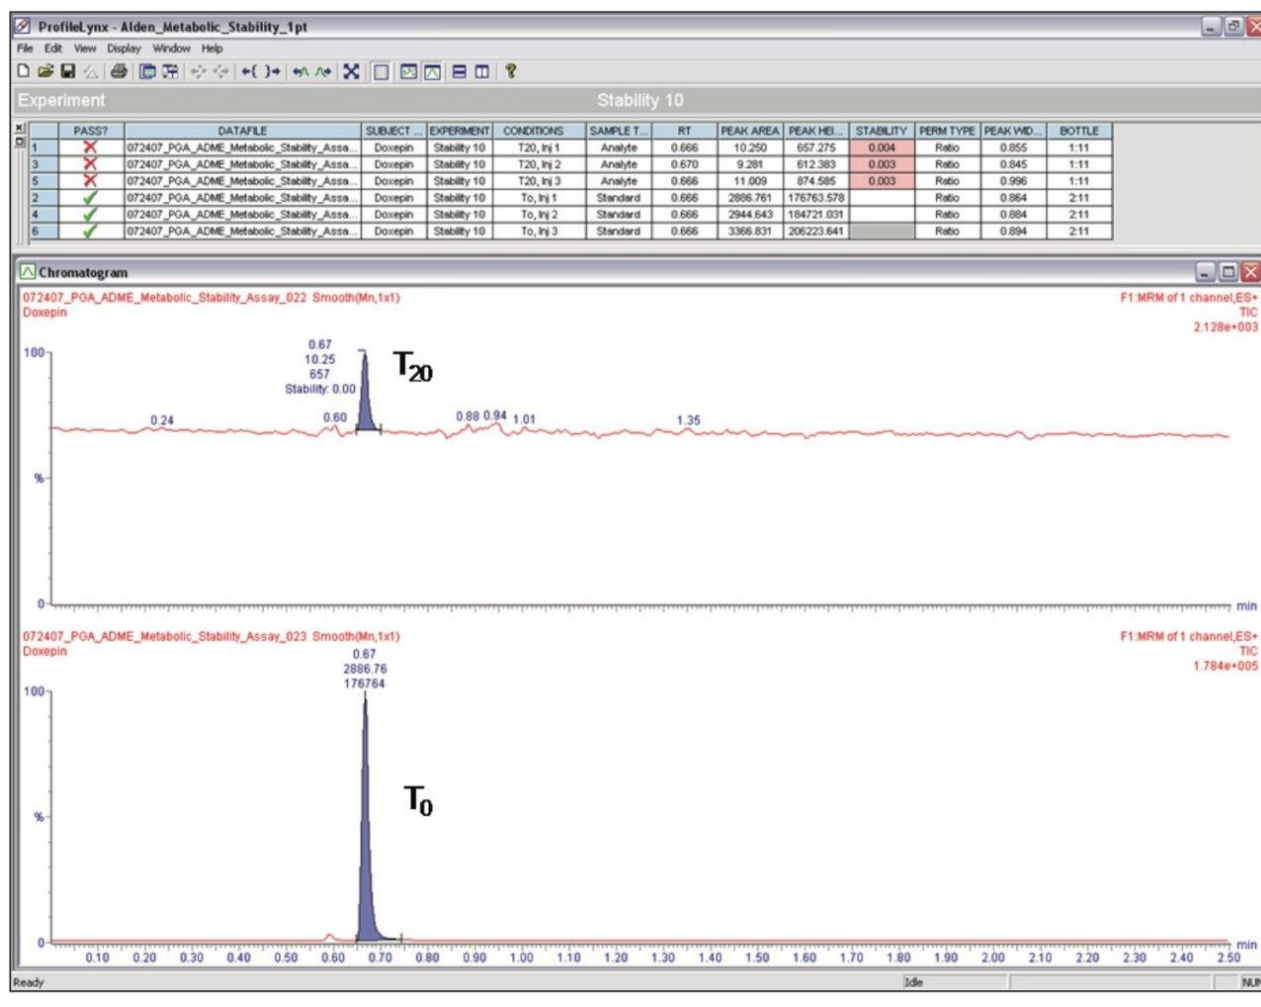 ProfileLynx - Alden_Metabolic_Stability_1pt
File Edit View Display Window Help
Experiment Stability 10
PASS? DATAFILE SUBJECT ... EXPERIMENT CONDITIONS SAMPLE T... RT PEAK AREA PEAK HEI... STABILITY PERM TYPE PEAK WID... BOTTLE
1 072407_PGA_ADME_Metabolic_Stability_Assa... Doxepin Stability 10 T20, Inj 1 Analyte 0.666 10.250 657.275 0.004 Ratio 0.855 1:11
3 072407_PGA_ADME_Metabolic_Stability_Assa... Doxepin Stability 10 T20, Inj 2 Analyte 0.670 9.281 612.383 0.003 Ratio 0.845 1:11
5 072407_PGA_ADME_Metabolic_Stability_Assa... Doxepin Stability 10 T20, Inj 3 Analyte 0.666 11.009 874.585 0.003 Ratio 0.996 1:11
2 072407_PGA_ADME_Metabolic_Stability_Assa... Doxepin Stability 10 To, Inj 1 Standard 0.666 2886.761 176763.578 Ratio 0.864 2:11
4 072407_PGA_ADME_Metabolic_Stability_Assa... Doxepin Stability 10 To, Inj 2 Standard 0.666 2944.643 184721.031 Ratio 0.884 2:11
6 072407_PGA_ADME_Metabolic_Stability_Assa... Doxepin Stability 10 To, Inj 3 Standard 0.666 3366.831 206223.641 Ratio 0.894 2:11
Chromatogram
072407_PGA_ADME_Metabolic_Stability_Assay_022 Smooth(Mn,1x1) F1:MRM of 1 channel,ES+
Doxepin TIC
2.128e+003
0.67
100 10.25 T20
657
Stability: 0.00
0.24 0.60 0.88 0.94 1.01 1.35
%
0 min
072407_PGA_ADME_Metabolic_Stability_Assay_023 Smooth(Mn,1x1) F1:MRM of 1 channel,ES+
Doxepin TIC
0.67 1.784e+005
2886.76
176764
100
T0
%
0 min
0.10 0.20 0.30 0.40 0.50 0.60 0.70 0.80 0.90 1.00 1.10 1.20 1.30 1.40 1.50 1.60 1.70 1.80 1.90 2.00 2.10 2.20 2.30 2.40 2.50
Ready Idle NUM